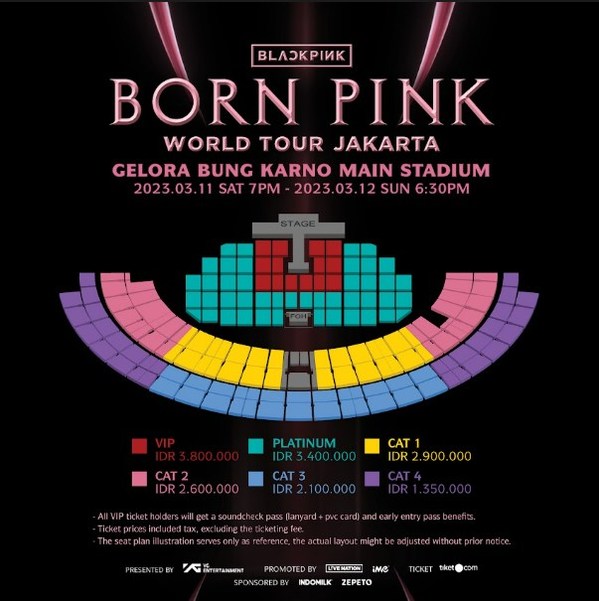 BLACKPINK
BORN PINK
WORLD TOUR JAKARTA
GELORA BUNG KARNO MAIN STADIUM
2023.03.11 SAT 7PM - 2023.03.12 SUN 6:30PM
STAGE
FOH
VIP PLATINUM CAT 1
IDR 3.800.000 IDR 3.400.000 IDR 2.900.000
CAT 2 CAT 3 CAT 4
IDR 2.600.000 IDR 2.100.000 IDR 1.350.000
- All VIP ticket holders will get a soundcheck pass (lanyard + pvc card) and early entry pass benefits.
- Ticket prices included tax, excluding the ticketing fee.
- The seat plan illustration serves only as reference, the actual layout might be adjusted without prior notice.
PRESENTED BY YG ENTERTAINMENT PROMOTED BY LIVE NATION iMe TICKET tiket.com
SPONSORED BY INDOMILK ZEPETO